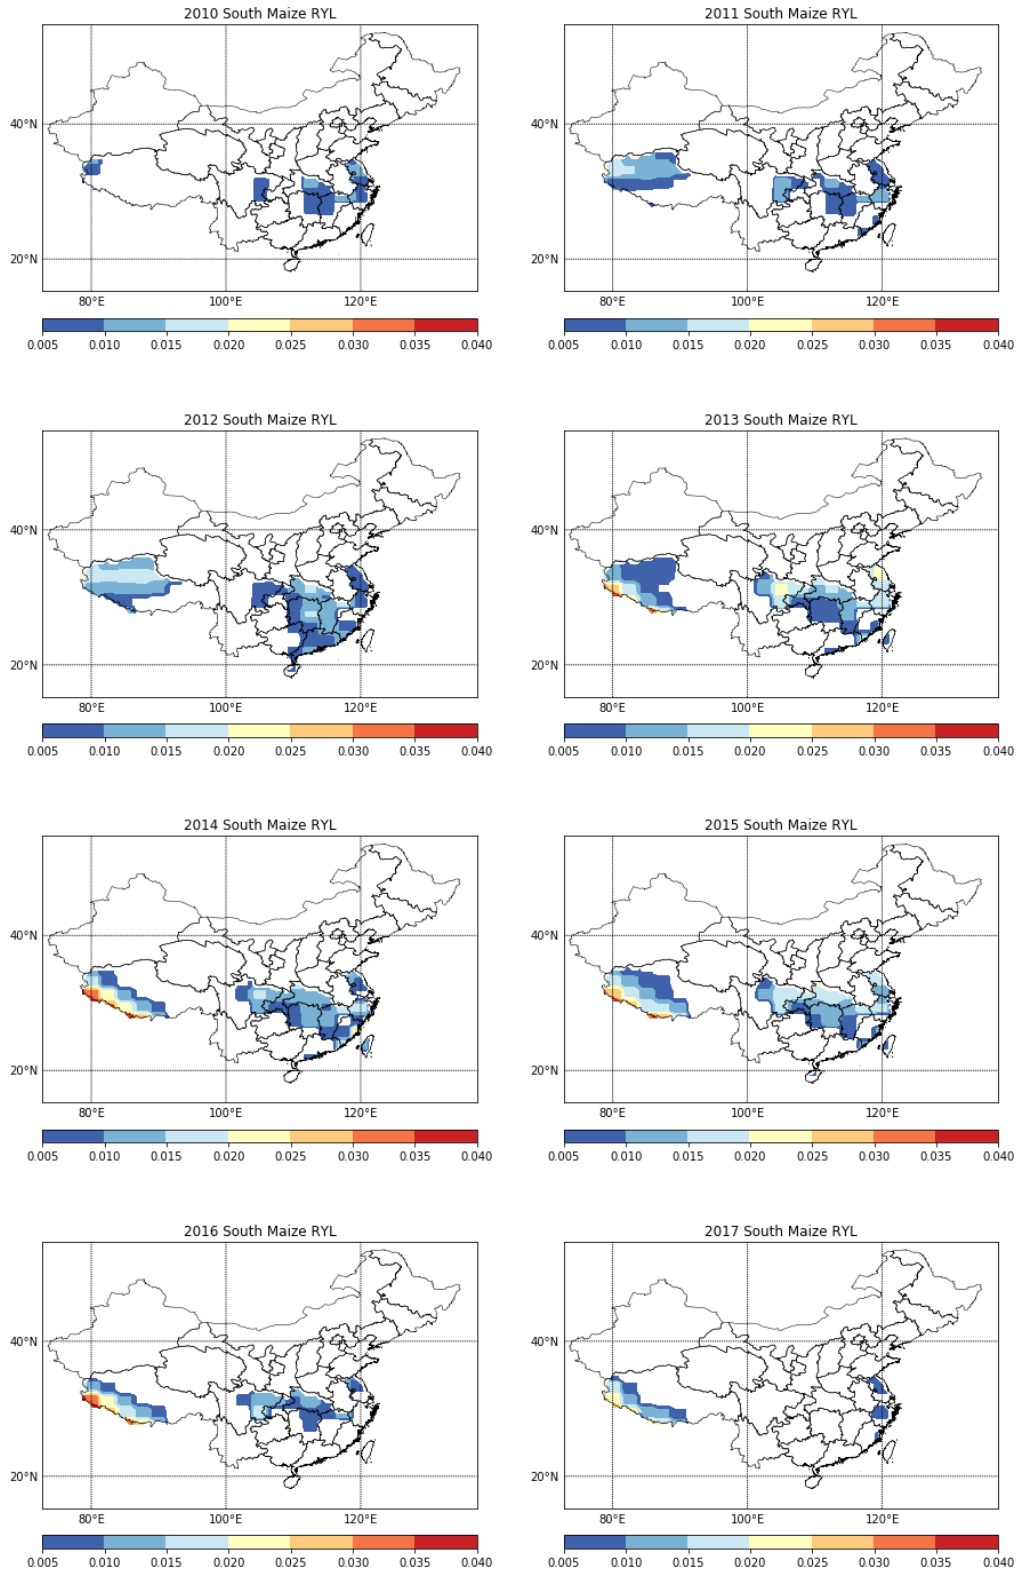 2010 South Maize RYL
2011 South Maize RYL
40°N
40°N
20°N
20°N
80°E 100°E 120°E
80°E 100°E 120°E
0.005 0.010 0.015 0.020 0.025 0.030 0.035 0.040
0.005 0.010 0.015 0.020 0.025 0.030 0.035 0.040
2012 South Maize RYL
2013 South Maize RYL
40°N
40°N
20°N
20°N
80°E 100°E 120°E
80°E 100°E 120°E
0.005 0.010 0.015 0.020 0.025 0.030 0.035 0.040
0.005 0.010 0.015 0.020 0.025 0.030 0.035 0.040
2014 South Maize RYL
2015 South Maize RYL
40°N
40°N
20°N
20°N
80°E 100°E 120°E
80°E 100°E 120°E
0.005 0.010 0.015 0.020 0.025 0.030 0.035 0.040
0.005 0.010 0.015 0.020 0.025 0.030 0.035 0.040
2016 South Maize RYL
2017 South Maize RYL
40°N
40°N
20°N
20°N
80°E 100°E 120°E
80°E 100°E 120°E
0.005 0.010 0.015 0.020 0.025 0.030 0.035 0.040
0.005 0.010 0.015 0.020 0.025 0.030 0.035 0.040